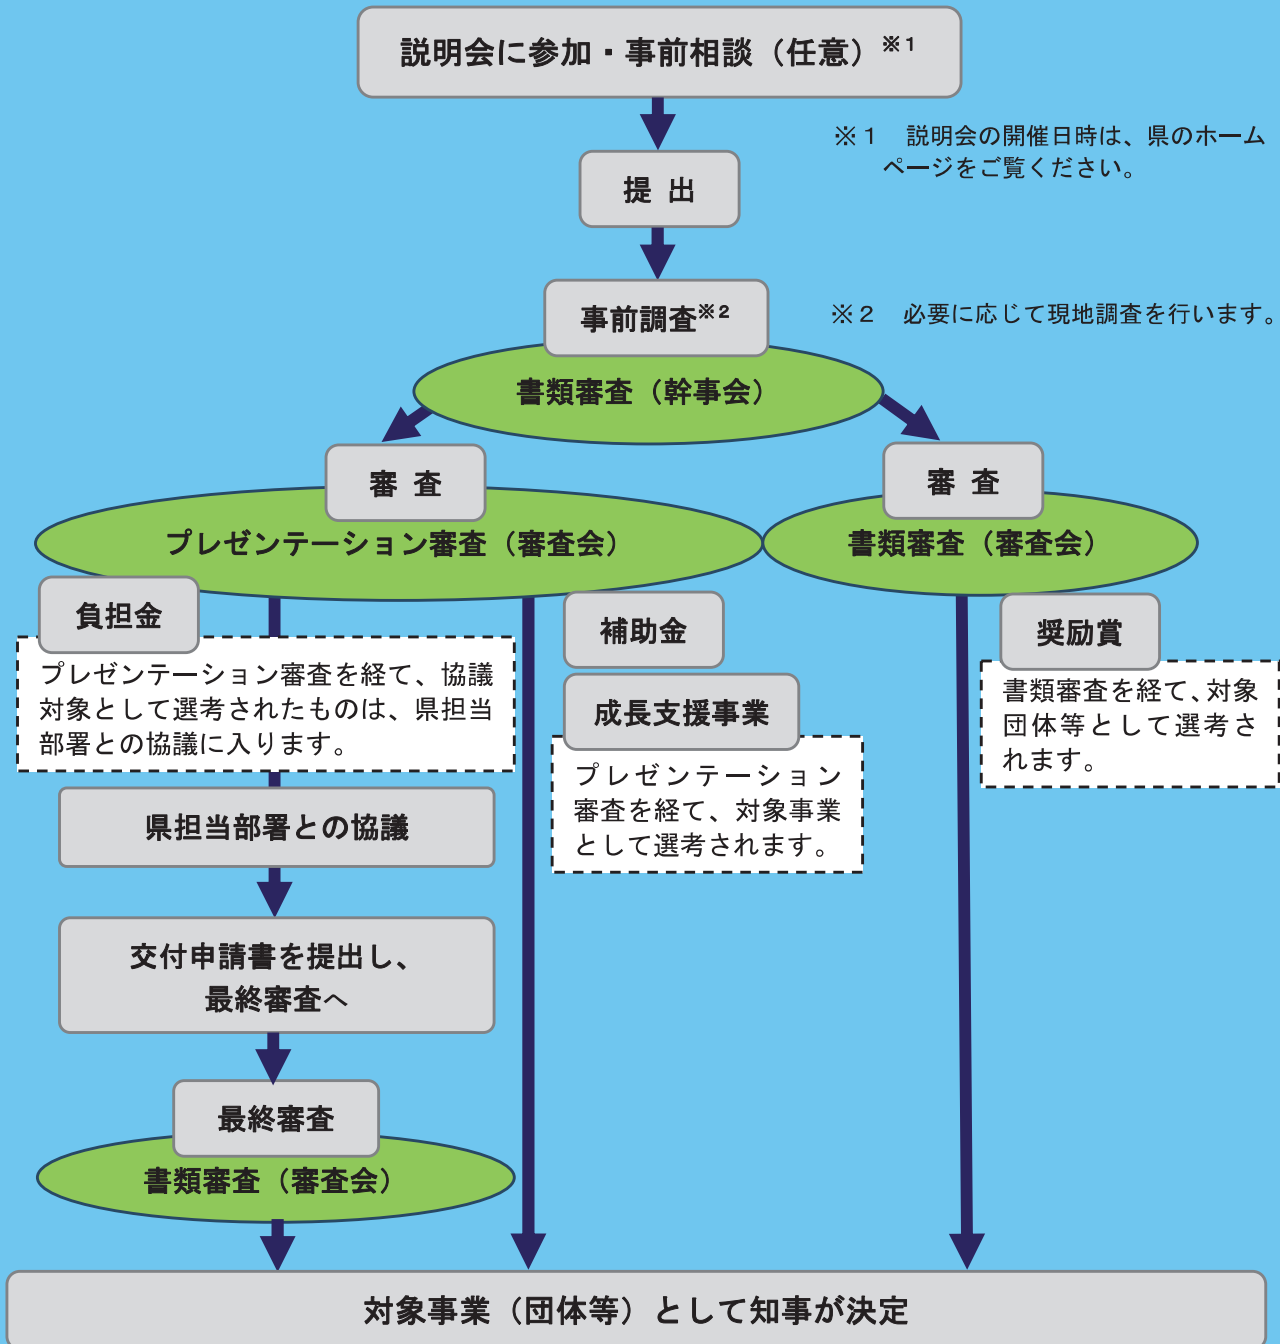 説明会に参加・事前相談（任意）※1
※１　説明会の開催日時は、県のホーム
ページをご覧ください。
提 出
事前調査※2
※２　必要に応じて現地調査を行います。
書類審査（幹事会）
審 査
プレゼンテーション審査（審査会）
審 査
書類審査（審査会）
負担金
プレゼンテーション審査を経て、協議
対象として選考されたものは、県担当
部署との協議に入ります。
補助金
成長支援事業
プレゼンテーション
審査を経て、対象事業
として選考されます。
奨励賞
書類審査を経て、対象
団体等として選考さ
れます。
県担当部署との協議
交付申請書を提出し、
最終審査へ
最終審査
書類審査（審査会）
対象事業（団体等）として知事が決定